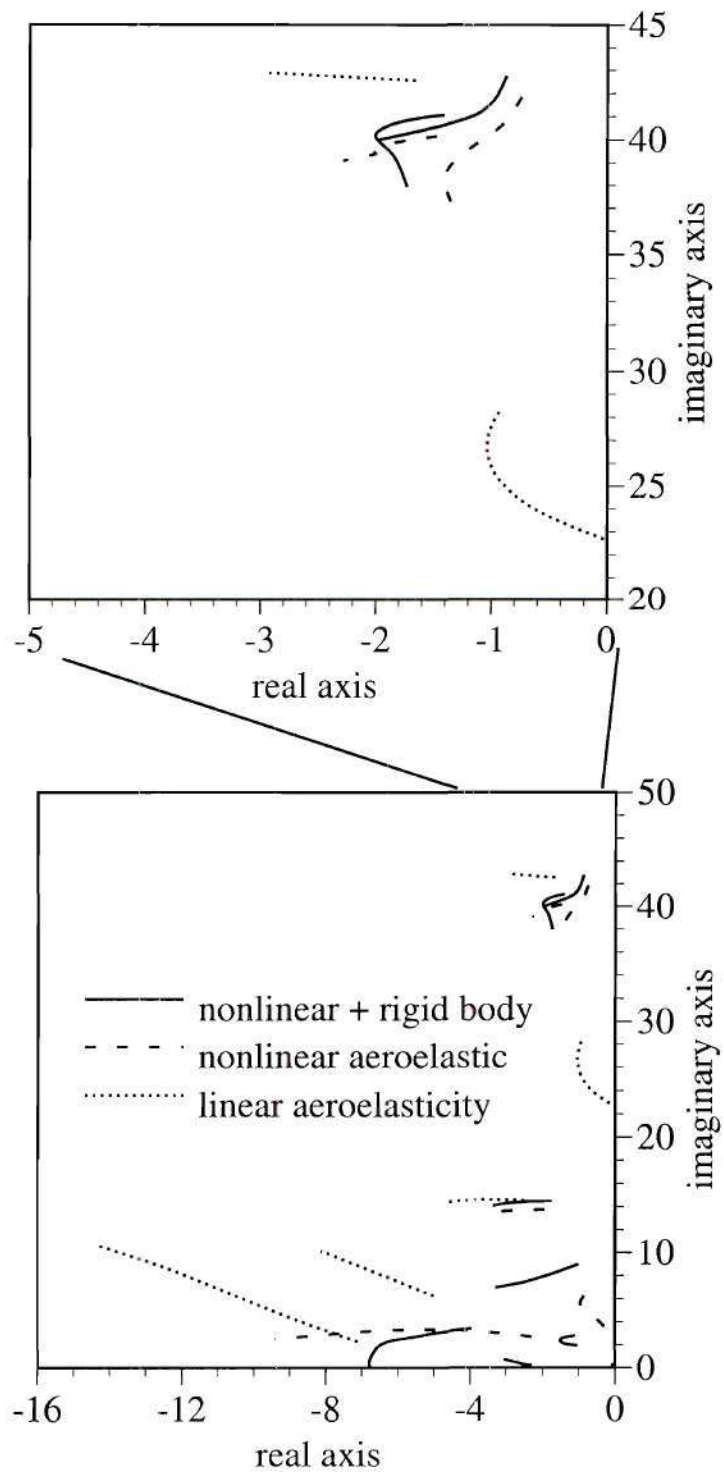 45
40
35
30
25
20
imaginary axis
-5 -4 -3 -2 -1 0
real axis
50
40
30
20
10
0
imaginary axis
nonlinear + rigid body
nonlinear aeroelastic
linear aeroelasticity
-16 -12 -8 -4 0
real axis